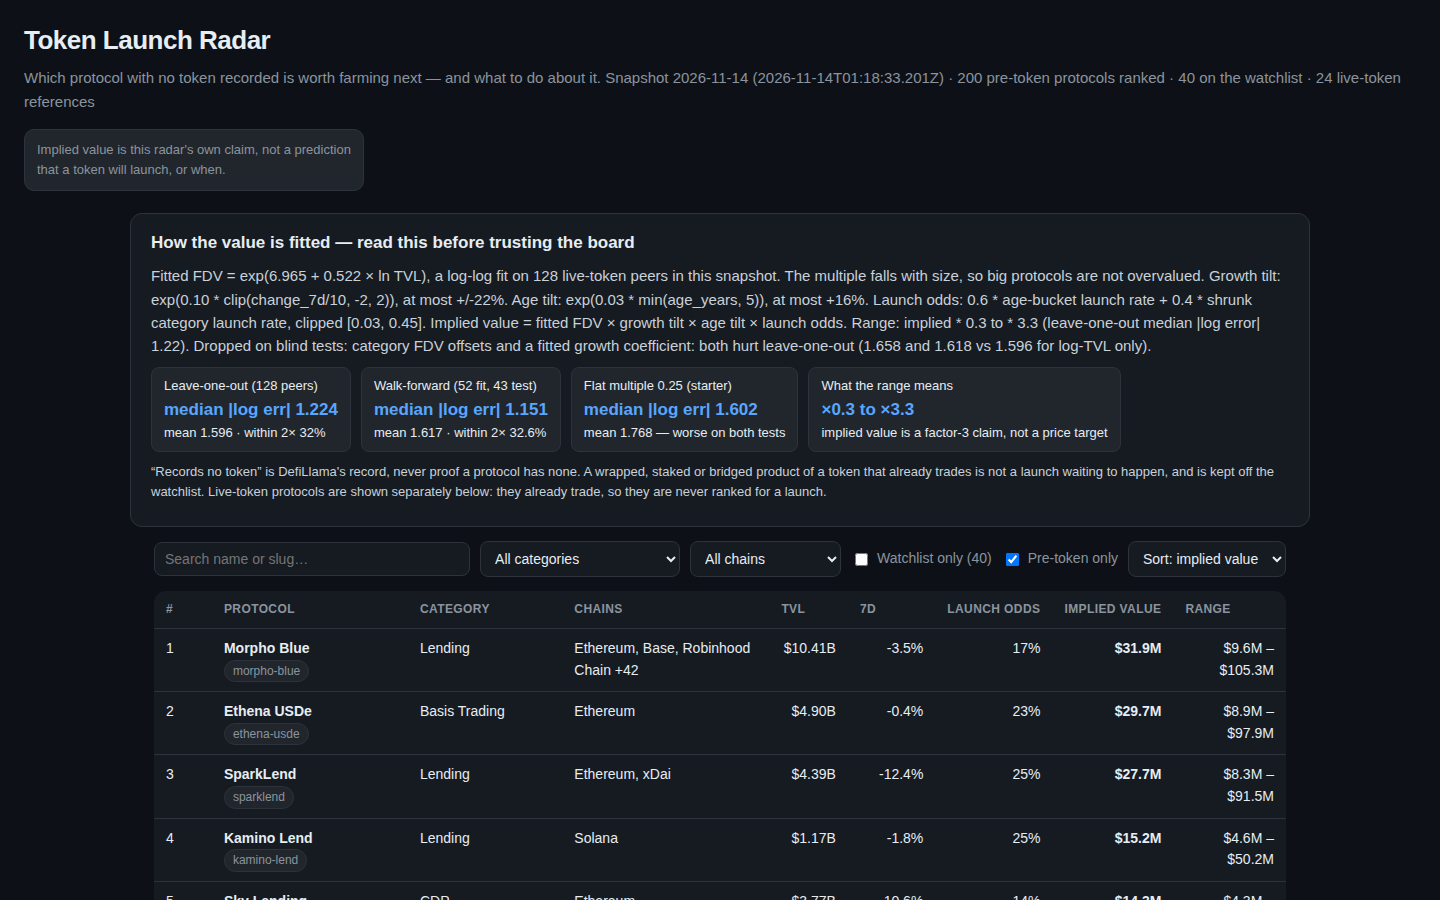 Token Launch Radar
Which protocol with no token recorded is worth farming next — and what to do about it. Snapshot 2026-11-14 (2026-11-14T01:18:33.201Z) · 200 pre-token protocols ranked · 40 on the watchlist · 24 live-token
references
Implied value is this radar's own claim, not a prediction
that a token will launch, or when.
How the value is fitted — read this before trusting the board
Fitted FDV = exp(6.965 + 0.522 × ln TVL), a log-log fit on 128 live-token peers in this snapshot. The multiple falls with size, so big protocols are not overvalued. Growth tilt:
exp(0.10 * clip(change_7d/10, -2, 2)), at most +/-22%. Age tilt: exp(0.03 * min(age_years, 5)), at most +16%. Launch odds: 0.6 * age-bucket launch rate + 0.4 * shrunk
category launch rate, clipped [0.03, 0.45]. Implied value = fitted FDV × growth tilt × age tilt × launch odds. Range: implied * 0.3 to * 3.3 (leave-one-out median |log error|
1.22). Dropped on blind tests: category FDV offsets and a fitted growth coefficient: both hurt leave-one-out (1.658 and 1.618 vs 1.596 for log-TVL only).
Leave-one-out (128 peers)
median |log err| 1.224
mean 1.596 · within 2× 32%
Walk-forward (52 fit, 43 test)
median |log err| 1.151
mean 1.617 · within 2× 32.6%
Flat multiple 0.25 (starter)
median |log err| 1.602
mean 1.768 — worse on both tests
What the range means
×0.3 to ×3.3
implied value is a factor-3 claim, not a price target
“Records no token” is DefiLlama's record, never proof a protocol has none. A wrapped, staked or bridged product of a token that already trades is not a launch waiting to happen, and is kept off the
watchlist. Live-token protocols are shown separately below: they already trade, so they are never ranked for a launch.
Search name or slug…
All categories
All chains
Watchlist only (40)
Pre-token only
Sort: implied value
# PROTOCOL CATEGORY CHAINS TVL 7D LAUNCH ODDS IMPLIED VALUE RANGE
1 Morpho Blue Lending Ethereum, Base, Robinhood $10.41B -3.5% 17% $31.9M $9.6M –
morpho-blue Chain +42 $105.3M
2 Ethena USDe Basis Trading Ethereum $4.90B -0.4% 23% $29.7M $8.9M –
ethena-usde $97.9M
3 SparkLend Lending Ethereum, xDai $4.39B -12.4% 25% $27.7M $8.3M –
sparklend $91.5M
4 Kamino Lend Lending Solana $1.17B -1.8% 25% $15.2M $4.6M –
kamino-lend $50.2M